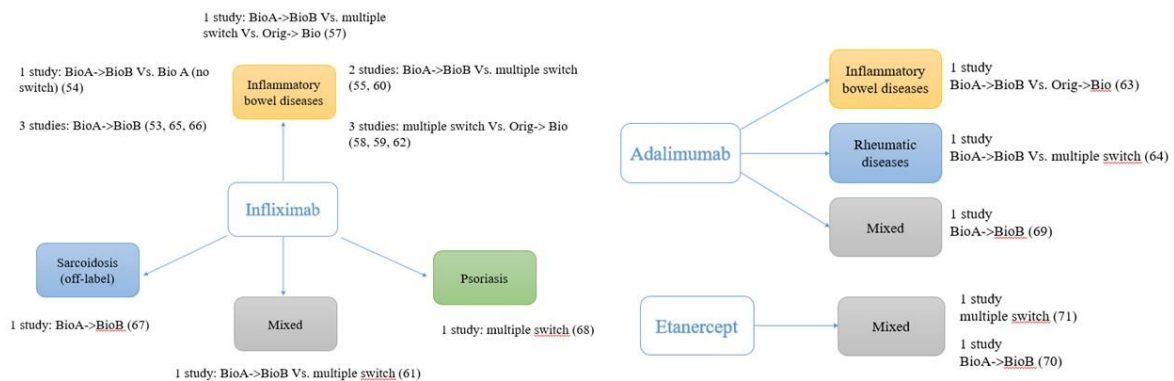 1 study: BioA->BioB Vs. multiple
switch Vs. Orig-> Bio (57)
1 study: BioA->BioB Vs. Bio A (no
switch) (54)
3 studies: BioA->BioB (53, 65, 66)
Inflammatory
bowel diseases
2 studies: BioA->BioB Vs. multiple switch
(55, 60)
3 studies: multiple switch Vs. Orig-> Bio
(58, 59, 62)
Infliximab
Sarcoidosis
(off-label)
1 study: BioA->BioB (67)
Mixed
1 study: BioA->BioB Vs. multiple switch (61)
Psoriasis
1 study: multiple switch (68)
Adalimumab
Inflammatory
bowel diseases
1 study
BioA->BioB Vs. Orig->Bio (63)
Rheumatic
diseases
1 study
BioA->BioB Vs. multiple switch (64)
Mixed
1 study
BioA->BioB (69)
Etanercept
Mixed
1 study
multiple switch (71)
1 study
BioA->BioB (70)